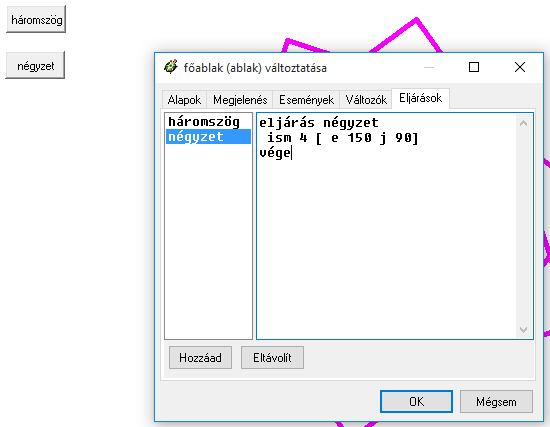 háromszög
négyzet
főablak (ablak) változtatása
Alapok Megjelenés Események Változók Eljárások
háromszög
négyzet
eljárás négyzet
ism 4 [ e 150 j 90]
vége
Hozzáad Eltávolít
OK Mégsem